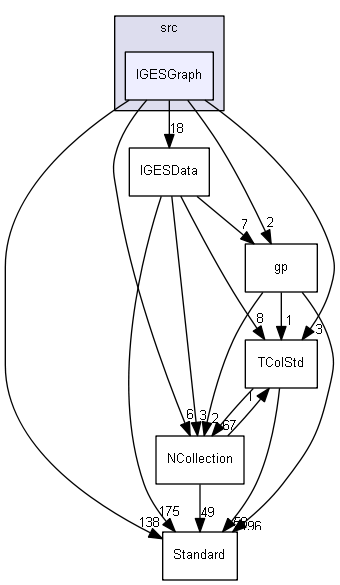 src
IGESGraph
18
IGESData
7
2
gp
8
1
3
TColStd
1
6
3
2
67
NCollection
175
49
138
Standard